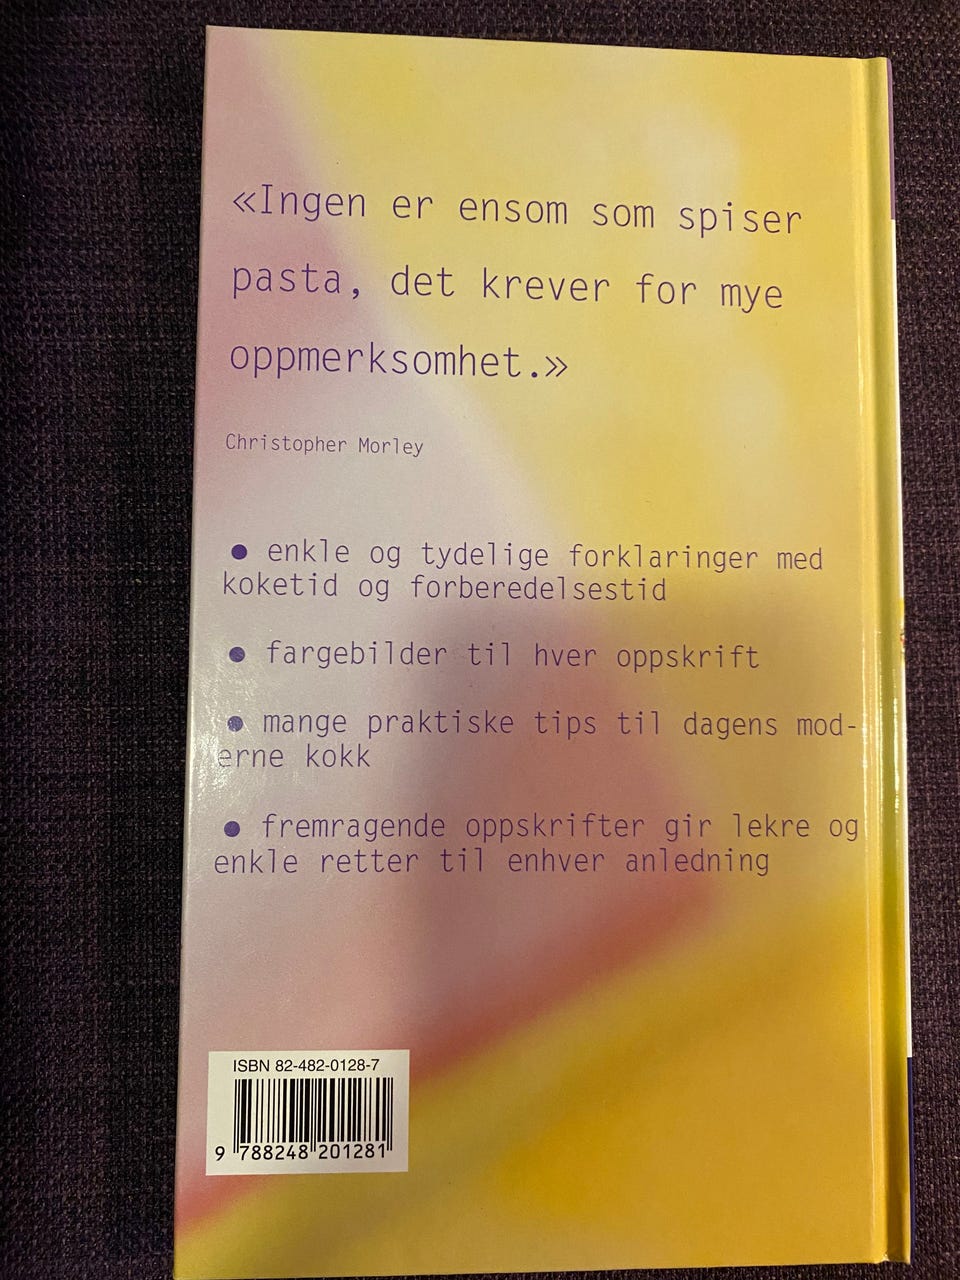 «Ingen er ensom som spiser
pasta, det krever for mye
oppmerksomhet.»
Christopher Morley
● enkle og tydelige forklaringer med
koketid og forberedelsestid
● fargebilder til hver oppskrift
● mange praktiske tips til dagens mod-
erne kokk
● fremragende oppskrifter gir lekre og
enkle retter til enhver anledning
ISBN 82-482-0128-7
9 788248 201281